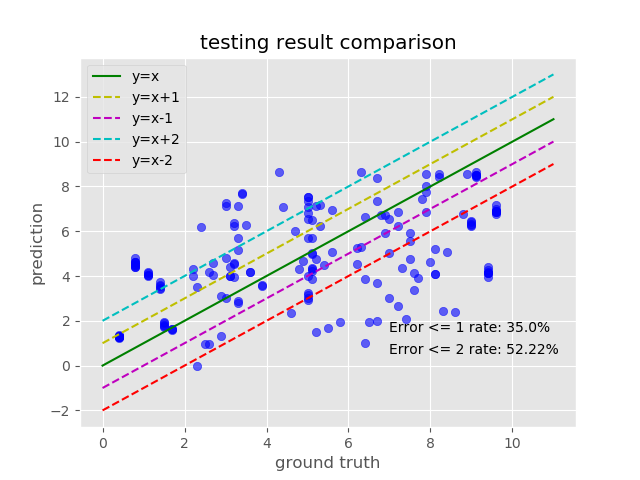 testing result comparison
y=x
y=x+1
y=x-1
y=x+2
y=x-2
12
10
8
6
4
2
0
−2
prediction
Error <= 1 rate: 35.0%
Error <= 2 rate: 52.22%
0 2 4 6 8 10
ground truth